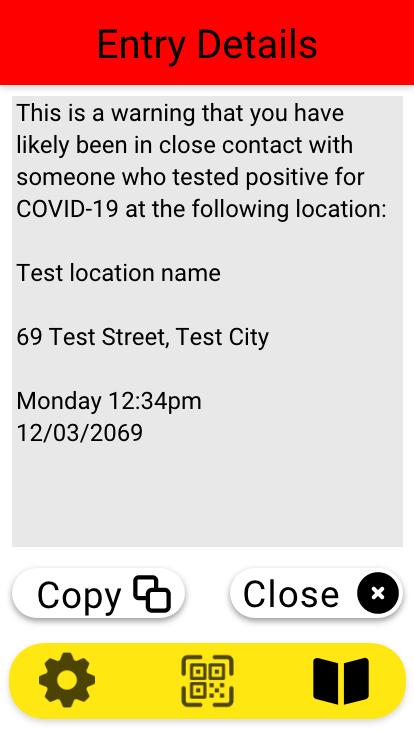 Entry Details
This is a warning that you have
likely been in close contact with
someone who tested positive for
COVID-19 at the following location:
Test location name
69 Test Street, Test City
Monday 12:34pm
12/03/2069
Copy
Close